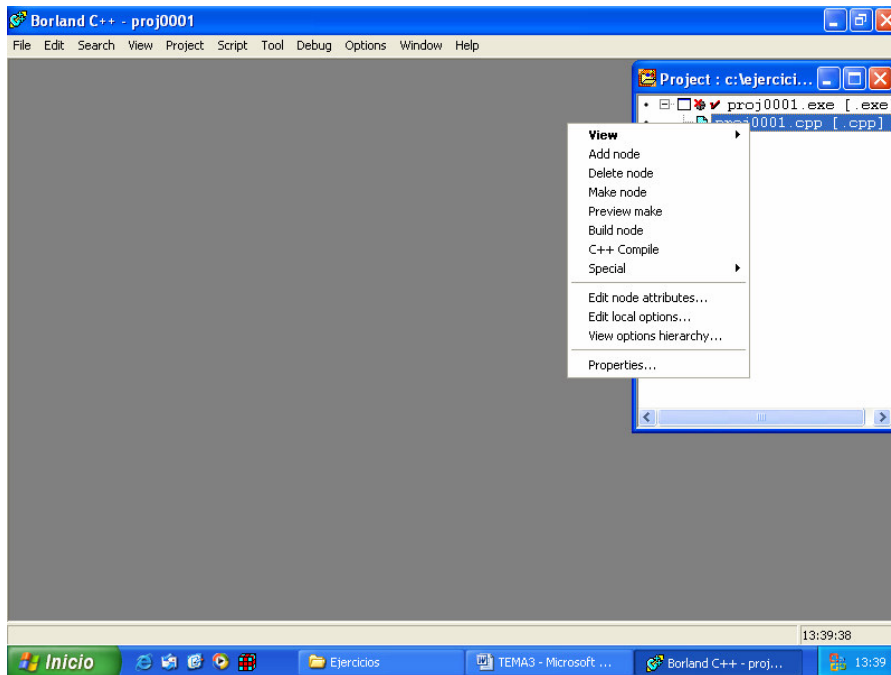 Borland C++ - proj0001
File Edit Search View Project Script Tool Debug Options Window Help
Project : c:\ejercici...
proj0001.exe [.exe
proj0001.cpp [.cpp]
View
Add node
Delete node
Make node
Preview make
Build node
C++ Compile
Special
Edit node attributes...
Edit local options...
View options hierarchy...
Properties...
13:39:38
Inicio Ejercicios TEMA3 - Microsoft ... Borland C++ - proj... 13:39